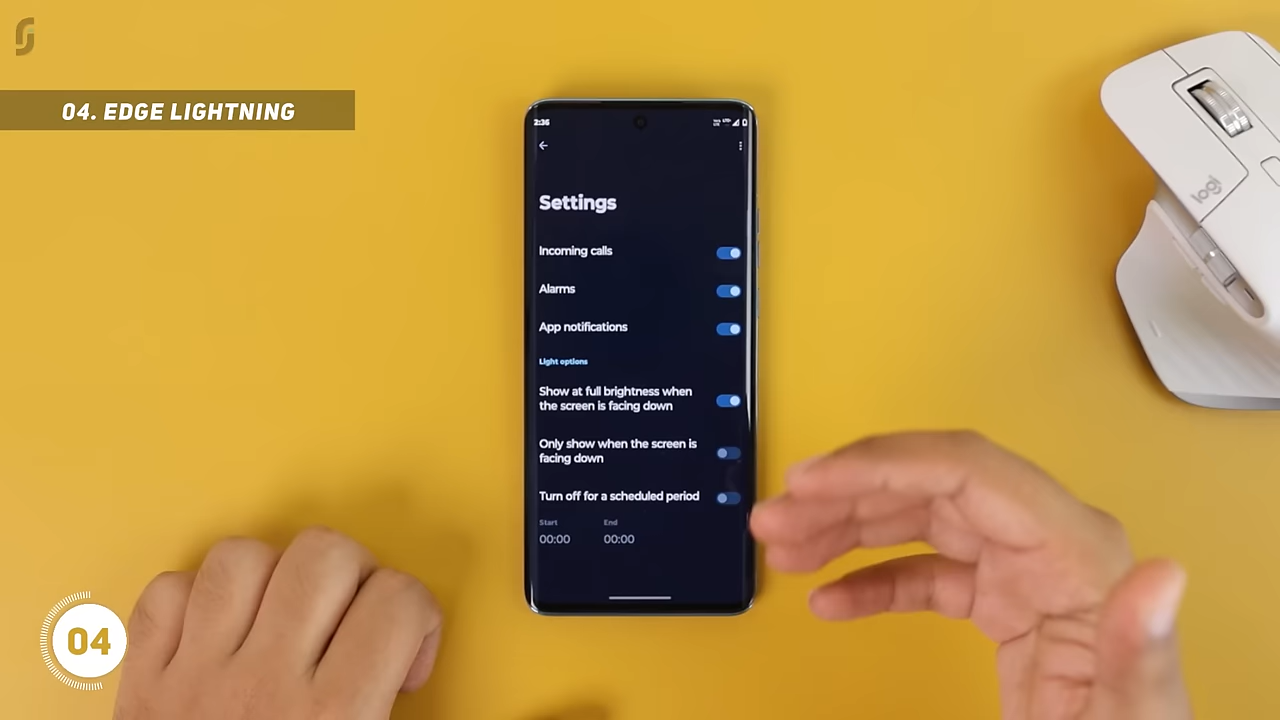 04. EDGE LIGHTNING
2:36
Settings
Incoming calls
Alarms
App notifications
Light options
Show at full brightness when
the screen is facing down
Only show when the screen is
facing down
Turn off for a scheduled period
Start End
00:00 00:00
logi
04